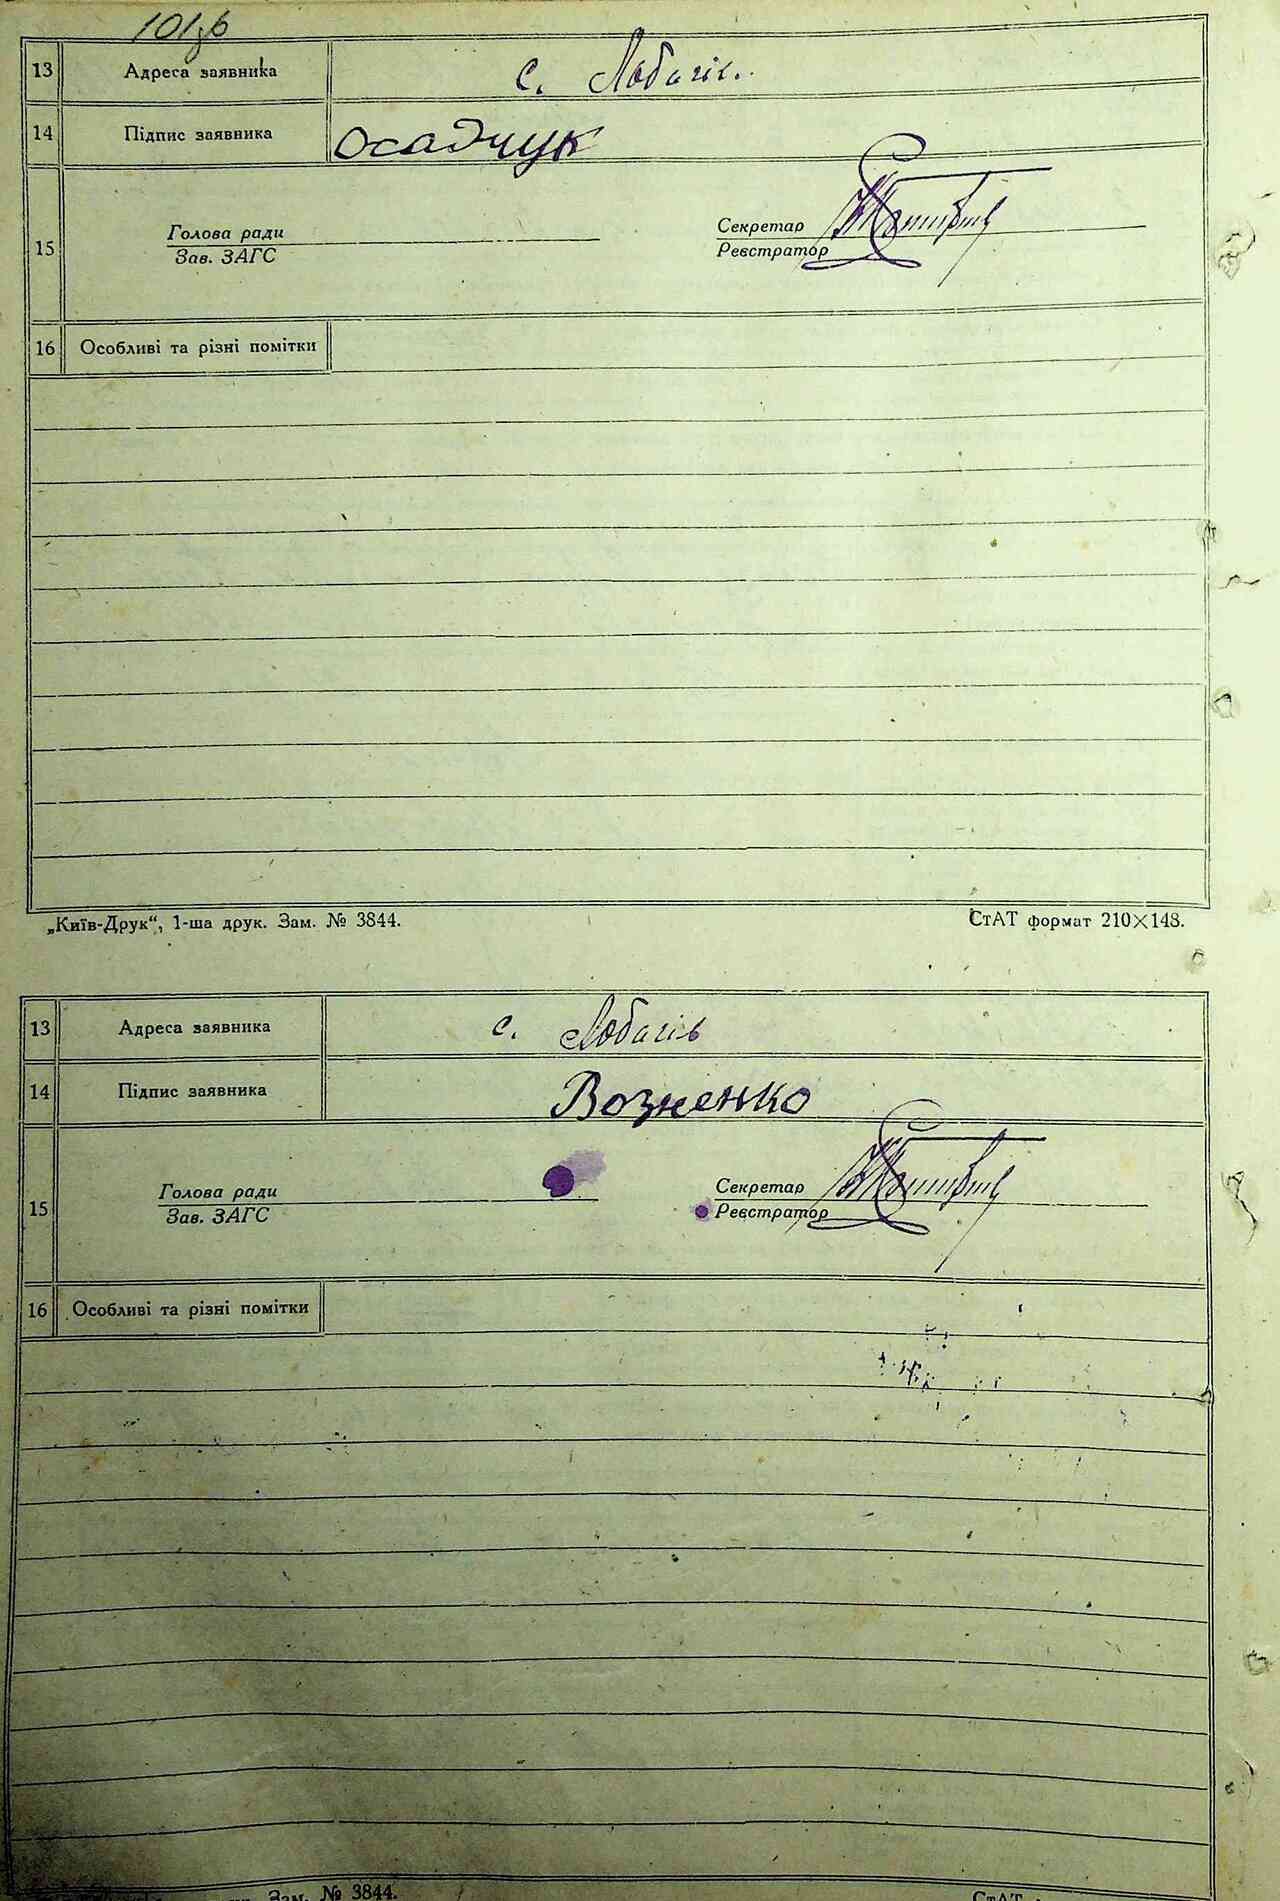 101зв
13 Адреса заявника с. Лобачів.
14 Підпис заявника Осадчук
15 Голова ради Секретар
Зав. ЗАГС Реєстратор
16 Особливі та різні помітки
„Київ-Друк“, 1-ша друк. Зам. № 3844. СтАТ формат 210×148.
13 Адреса заявника с. Лобачів
14 Підпис заявника Возненко
15 Голова ради Секретар
Зав. ЗАГС Реєстратор
16 Особливі та різні помітки
Зам. № 3844. СтАТ